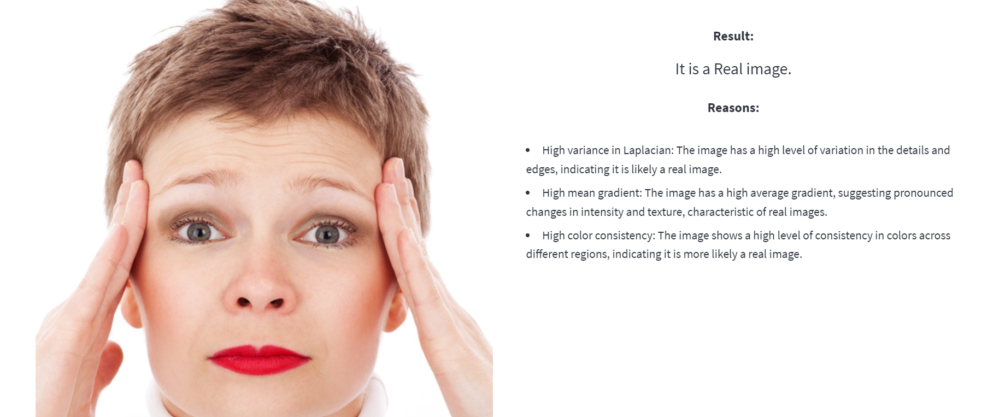 Result:
It is a Real image.
Reasons:
• High variance in Laplacian: The image has a high level of variation in the details and
edges, indicating it is likely a real image.
• High mean gradient: The image has a high average gradient, suggesting pronounced
changes in intensity and texture, characteristic of real images.
• High color consistency: The image shows a high level of consistency in colors across
different regions, indicating it is more likely a real image.